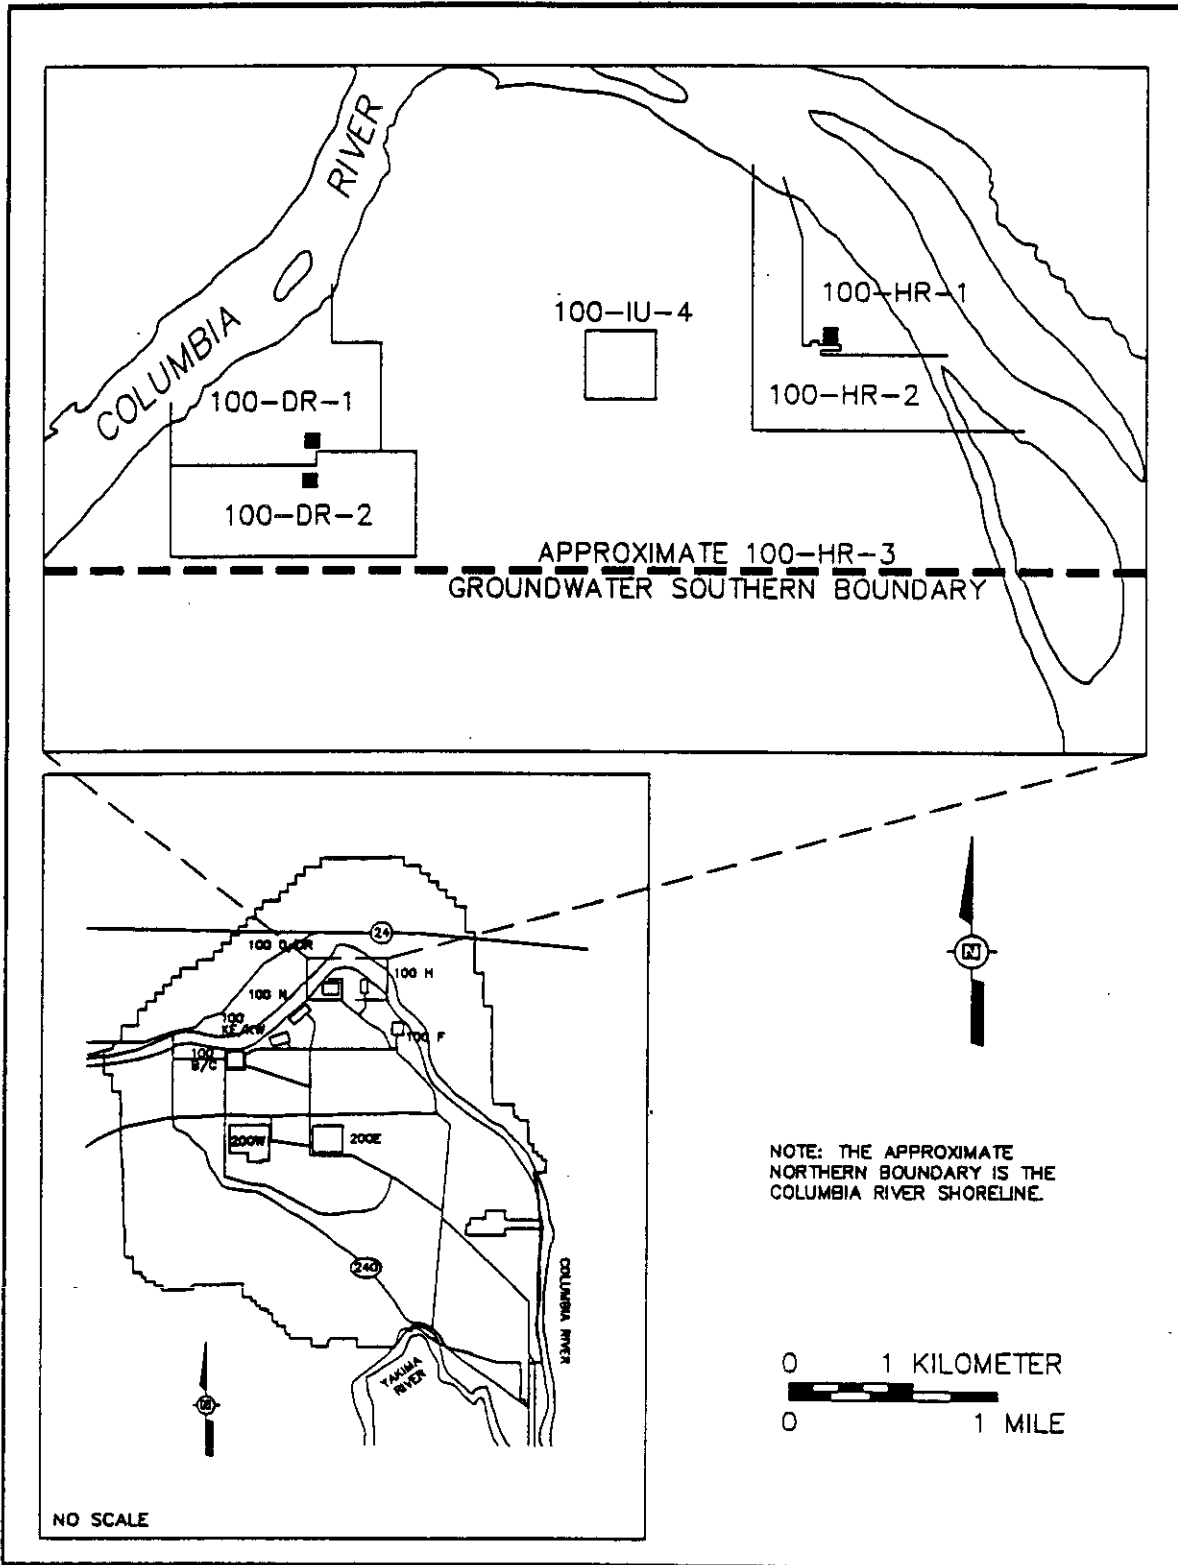 COLUMBIA RIVER
100-HR-1
100-IU-4
100-DR-1
100-HR-2
100-DR-2
APPROXIMATE 100-HR-3
GROUNDWATER SOUTHERN BOUNDARY
24
100 D/DR
100 H
100 N
100
KE/KW
100 F
100
B/C
200W
200E
240
COLUMBIA RIVER
YAKIMA
RIVER
N
NO SCALE
N
NOTE: THE APPROXIMATE
NORTHERN BOUNDARY IS THE
COLUMBIA RIVER SHORELINE.
0 1 KILOMETER
0 1 MILE